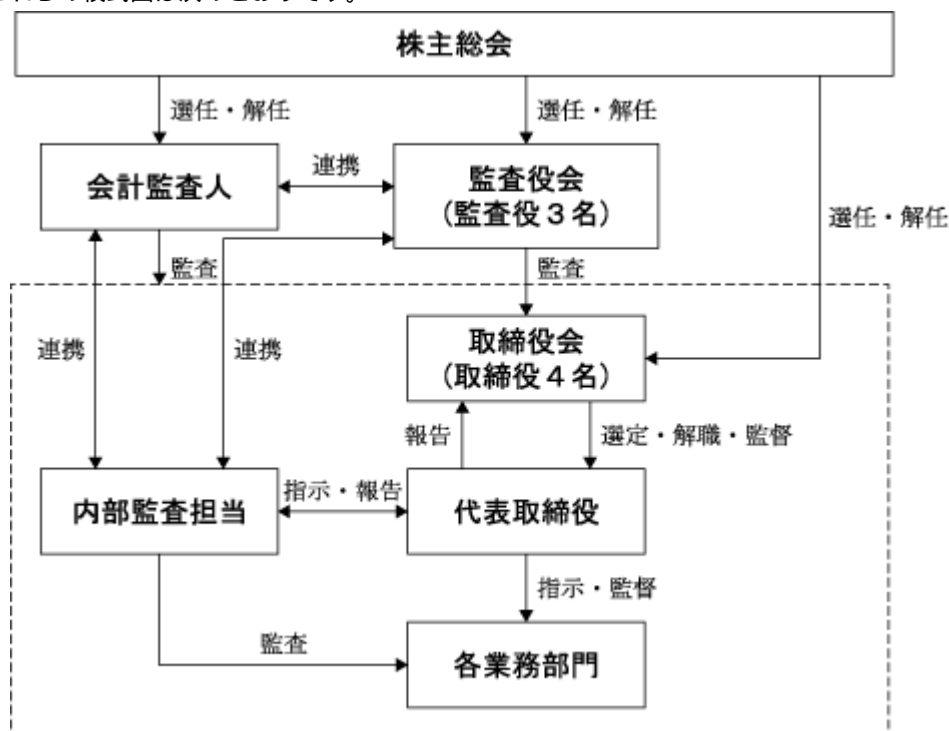 株主総会
選任・解任
選任・解任
会計監査人
連携
監査役会
(監査役３名)
選任・解任
監査
監査
連携
連携
取締役会
(取締役４名)
報告
選定・解職・監督
内部監査担当
指示・報告
代表取締役
指示・監督
監査
各業務部門